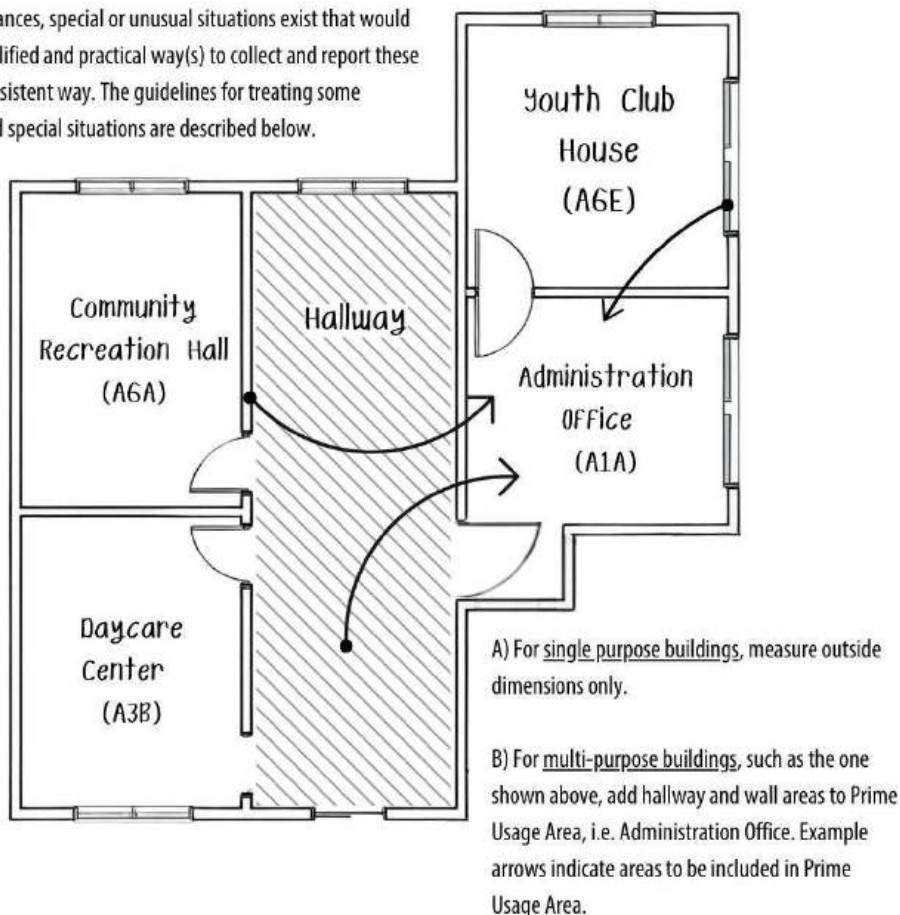 ances, special or unusual situations exist that would
lified and practical way(s) to collect and report these
sistent way. The guidelines for treating some
d special situations are described below.
Youth Club
House
(A6E)
Community
Recreation Hall
(A6A)
Hallway
Administration
Office
(A1A)
Daycare
Center
(A3B)
A) For single purpose buildings, measure outside
dimensions only.
B) For multi-purpose buildings, such as the one
shown above, add hallway and wall areas to Prime
Usage Area, i.e. Administration Office. Example
arrows indicate areas to be included in Prime
Usage Area.